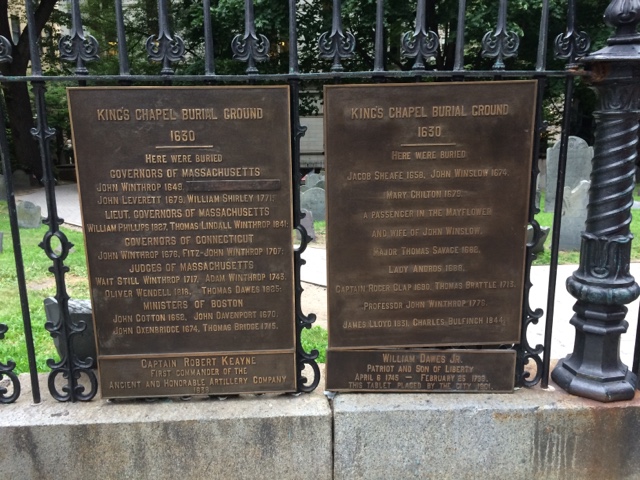 KING'S CHAPEL BURIAL GROUND
1630
HERE WERE BURIED
GOVERNORS OF MASSACHUSETTS
JOHN WINTHROP 1649.
JOHN LEVERETT 1679. WILLIAM SHIRLEY 1771.
LIEUT. GOVERNORS OF MASSACHUSETTS
WILLIAM PHILLIPS 1827. THOMAS LINDALL WINTHROP 1841.
GOVERNORS OF CONNECTICUT
JOHN WINTHROP 1676. FITZ-JOHN WINTHROP 1707.
JUDGES OF MASSACHUSETTS
WAIT STILL WINTHROP 1717. ADAM WINTHROP 1743.
OLIVER WENDELL 1818. THOMAS DAWES 1825.
MINISTERS OF BOSTON
JOHN COTTON 1652. JOHN DAVENPORT 1670.
JOHN OXENBRIDGE 1674. THOMAS BRIDGE 1715.
CAPTAIN ROBERT KEAYNE
FIRST COMMANDER OF THE
ANCIENT AND HONORABLE ARTILLERY COMPANY
KING'S CHAPEL BURIAL GROUND
1630
HERE WERE BURIED
JACOB SHEAFE 1658. JOHN WINSLOW 1674.
MARY CHILTON 1679.
A PASSENGER IN THE MAYFLOWER
AND WIFE OF JOHN WINSLOW.
MAJOR THOMAS SAVAGE 1682.
LADY ANDROS 1688.
CAPTAIN ROGER CLAP 1690. THOMAS BRATTLE 1713.
PROFESSOR JOHN WINTHROP 1779.
JAMES LLOYD 1831. CHARLES BULFINCH 1844.
WILLIAM DAWES JR.
PATRIOT AND SON OF LIBERTY
APRIL 6 1745 — FEBRUARY 25 1799.
THIS TABLET PLACED BY THE CITY